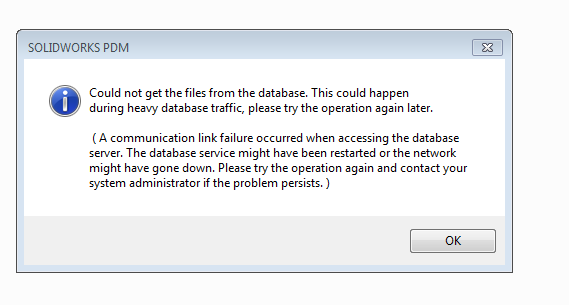 SOLIDWORKS PDM
Could not get the files from the database. This could happen
during heavy database traffic, please try the operation again later.
( A communication link failure occurred when accessing the database
server. The database service might have been restarted or the network
might have gone down. Please try the operation again and contact your
system administrator if the problem persists. )
OK